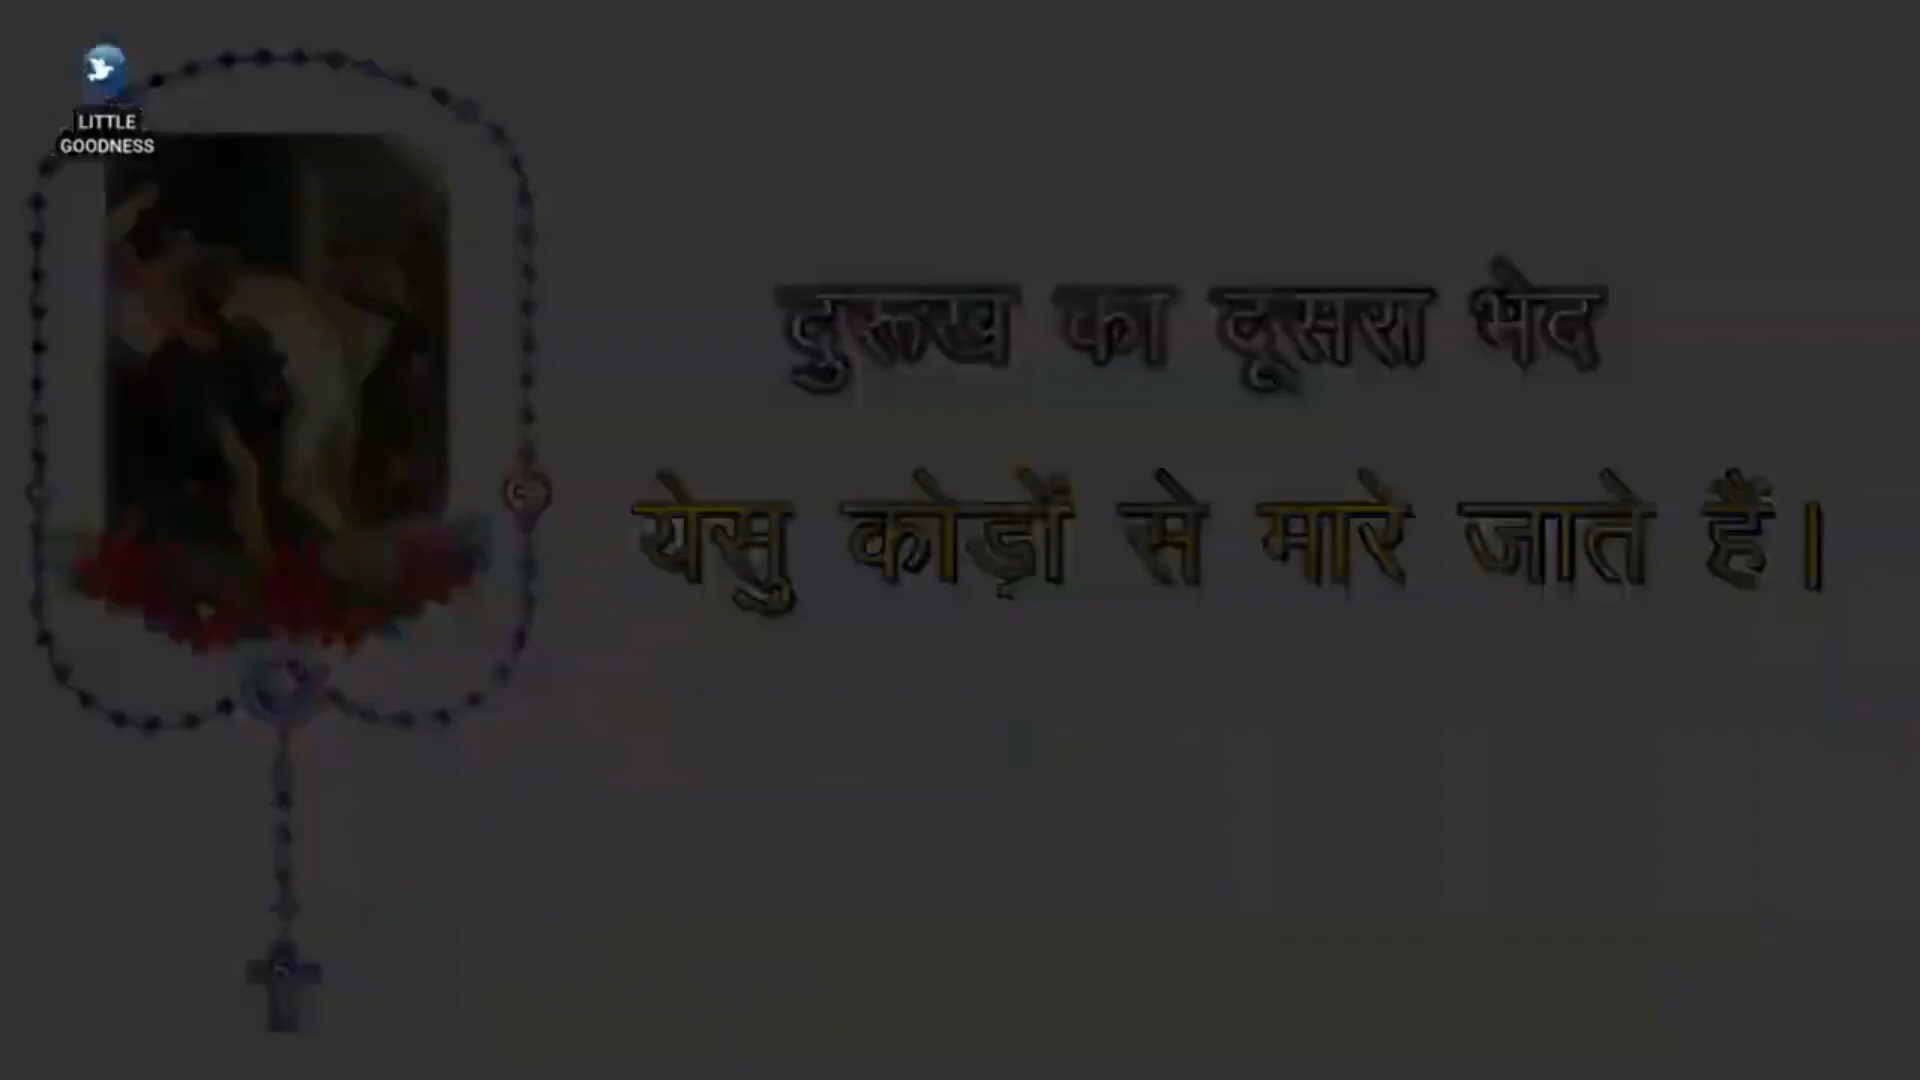 LITTLE
GOODNESS
दुरूख का दूसरा भेद
येसु कोड़ों से मारे जाते हैं।